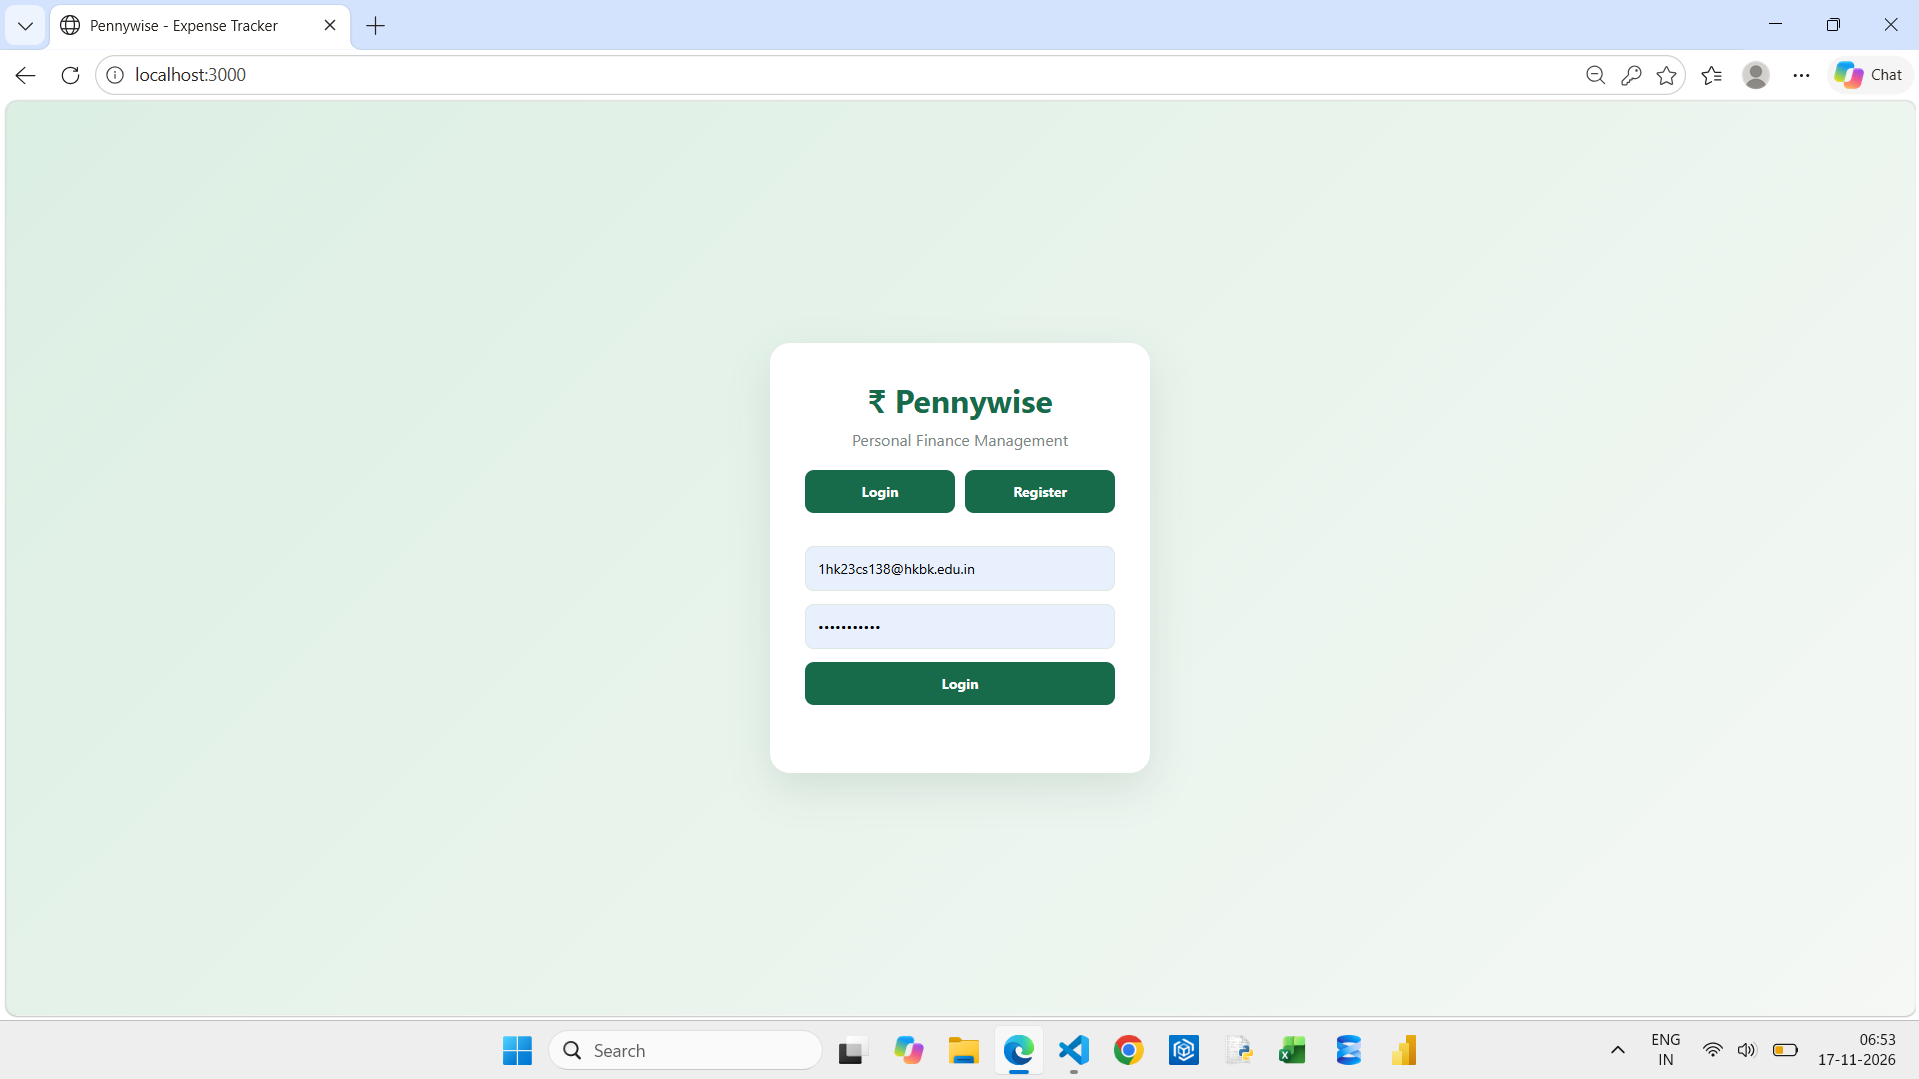 Pennywise - Expense Tracker
localhost:3000
Chat
₹ Pennywise
Personal Finance Management
Login Register
1hk23cs138@hkbk.edu.in
•••••••••••
Login
Search
ENG
IN
06:53
17-11-2026